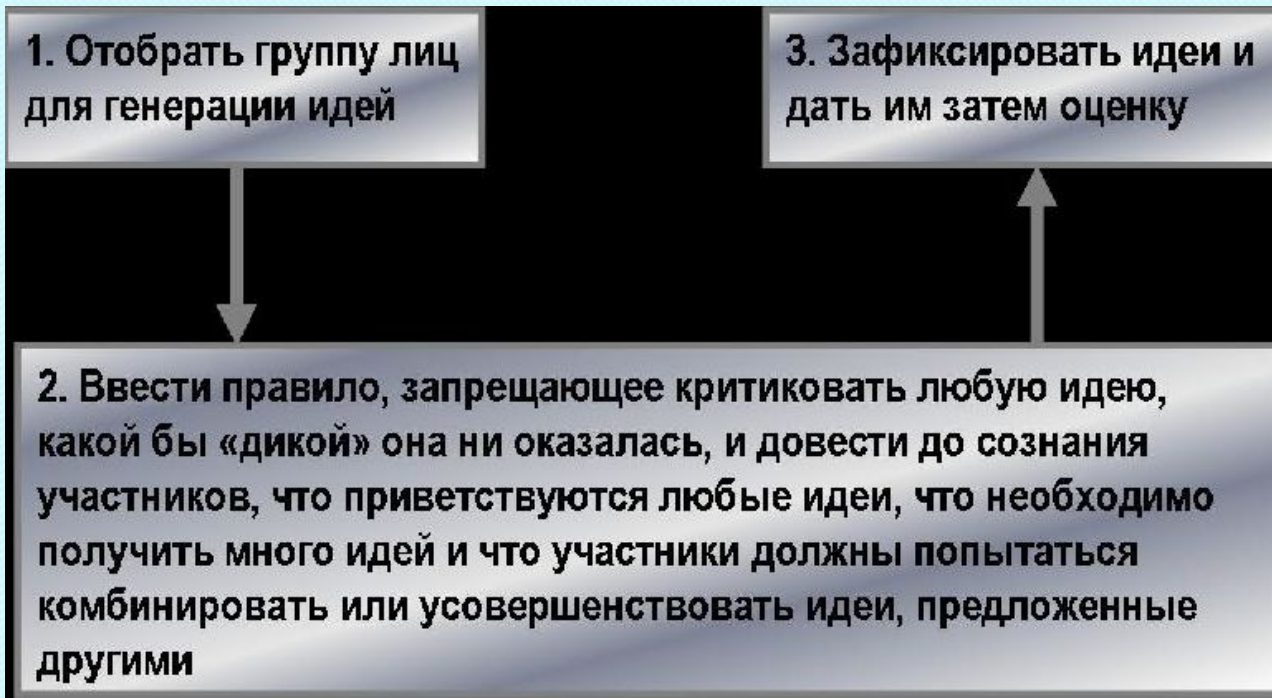 1. Отобрать группу лиц
для генерации идей
3. Зафиксировать идеи и
дать им затем оценку
2. Ввести правило, запрещающее критиковать любую идею,
какой бы «дикой» она ни оказалась, и довести до сознания
участников, что приветствуются любые идеи, что необходимо
получить много идей и что участники должны попытаться
комбинировать или усовершенствовать идеи, предложенные
другими